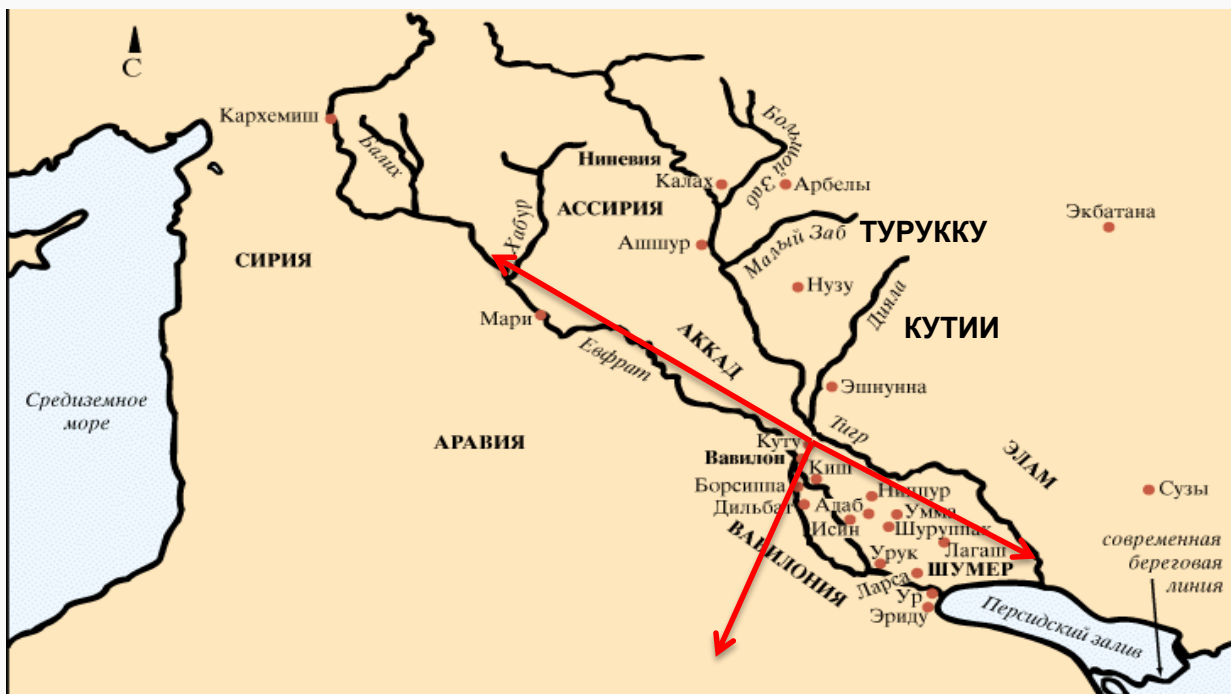 С
Кархемиш
Балих
Хабур
Ниневия
Калах
Большой Заб
Арбелы
АССИРИЯ
Ашшур
Малый Заб
ТУРУККУ
Экбатана
СИРИЯ
Нузу
Дияла
КУТИИ
Мари
Евфрат
АККАД
Эшнунна
Средиземное
море
АРАВИЯ
Тигр
ЭЛАМ
Куту
Вавилон
Киш
Борсиппа
Ниппур
Сузы
Дильбат
Адаб
Умма
Исин
Шуруппак
Лагаш
современная
береговая
линия
ВАВИЛОНИЯ
Урук
ШУМЕР
Ларса
Ур
Эриду
Персидский залив